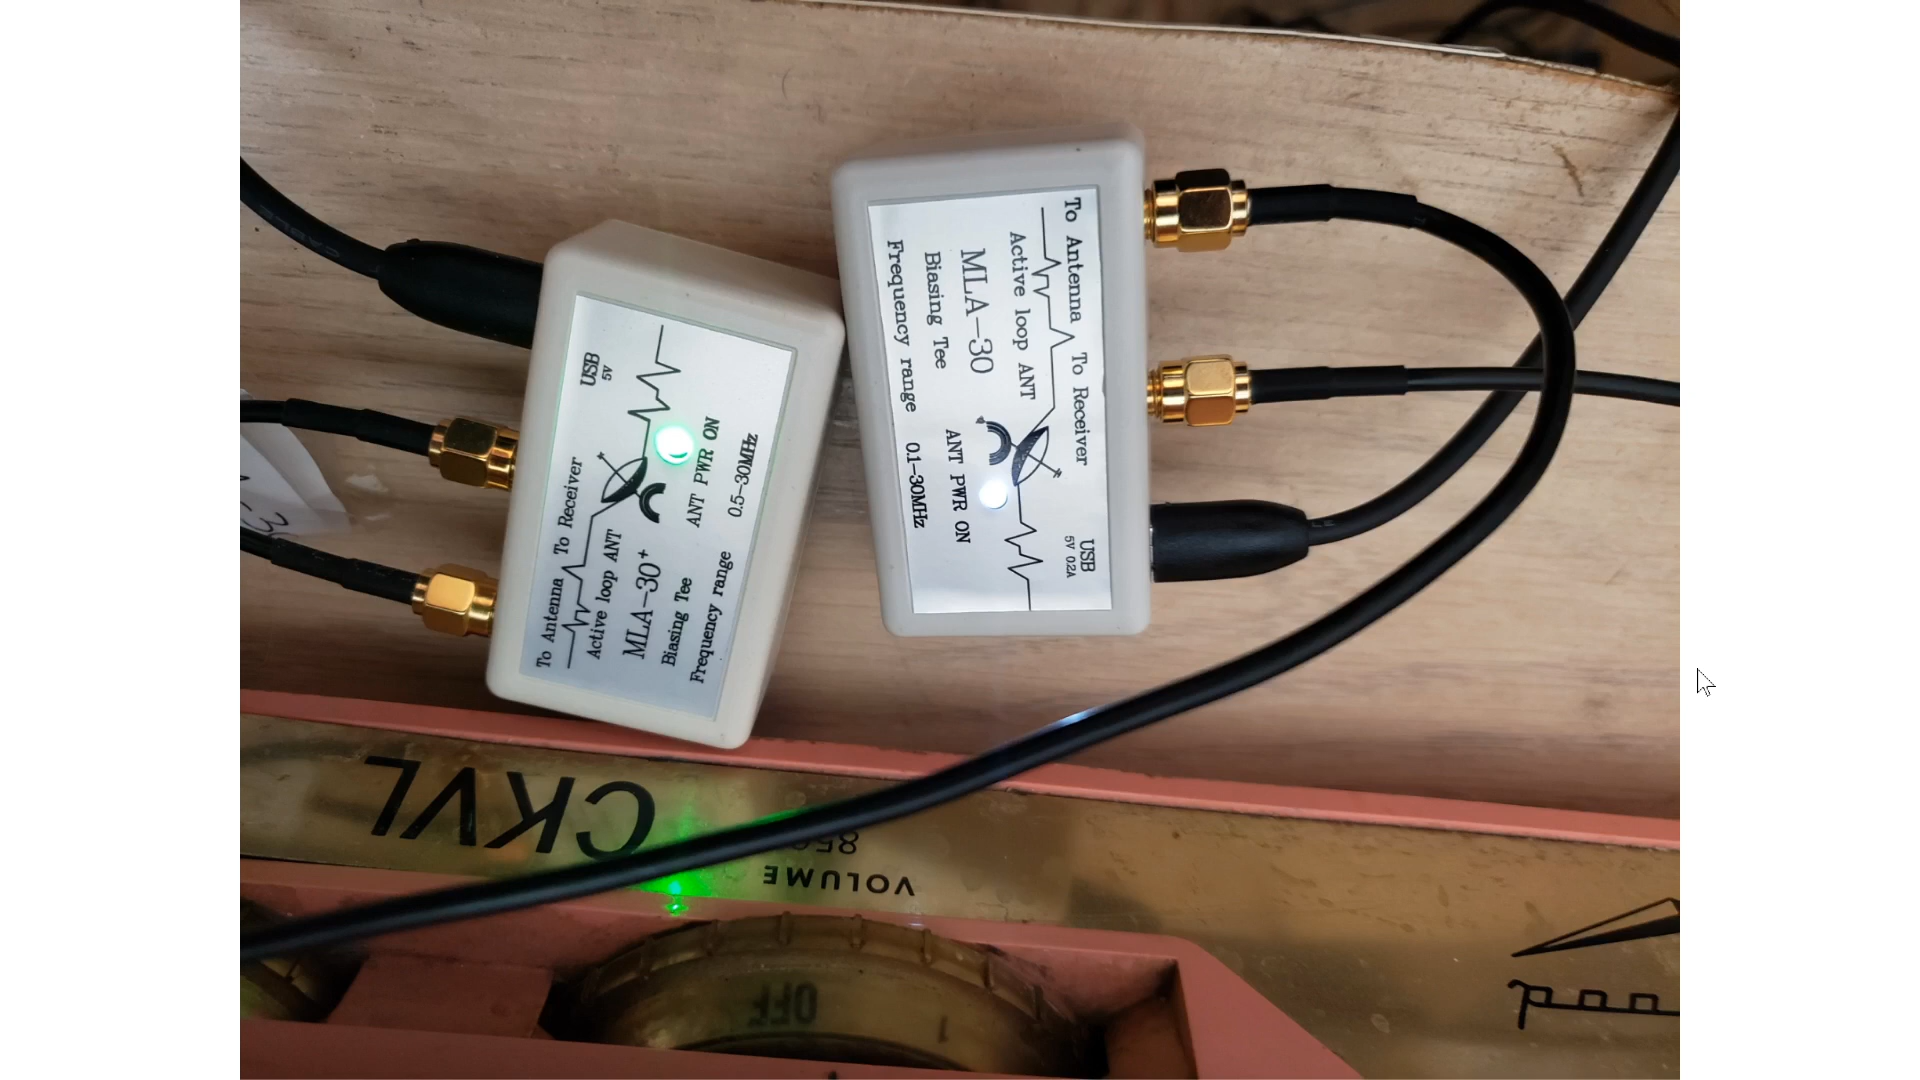 To Antenna To Receiver
Active loop ANT
MLA-30+
Biasing Tee
Frequency range
USB
5V
ANT PWR ON
0.5-30MHz
To Antenna To Receiver
Active loop ANT
MLA-30
Biasing Tee
Frequency range
USB
5V 0.2A
ANT PWR ON
0.1-30MHz
CKVL
VOLUME
OFF
1